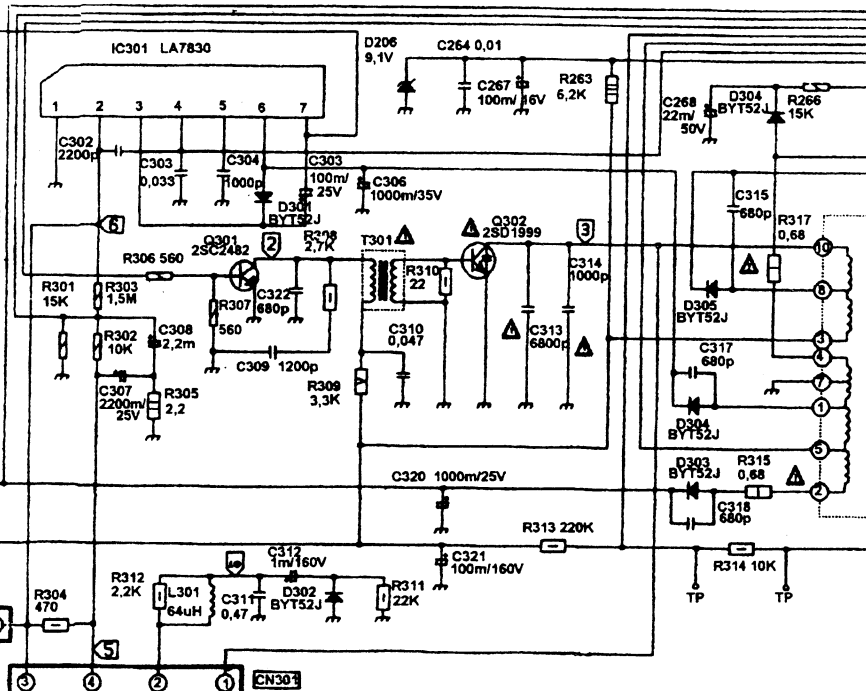 IC301 LA7830
1 2 3 4 5 6 7
D206
9,1V
C264 0,01
C267
100m/ 16V
R263
6,2K
C268
22m/
50V
D304
BYT52J
R266
15K
C302
2200p
C303
0,033
C304
1000p
D301
BYT52J
C303
100m/
25V
C306
1000m/35V
C315
680p
R317
0,68
6
Q301
2SC2482
2
R308
2,7K
T301
Q302
2SD1999
3
R306 560
R301
15K
R303
1,5M
R307
560
C322
680p
R310
22
C314
1000p
10
8
D305
BYT52J
R302
10K
C308
2,2m
C310
0,047
C313
6800p
3
4
C309 1200p
C317
680p
C307
2200m/
25V
R305
2,2
R309
3,3K
7
1
D304
BYT52J
5
D303
BYT52J
R315
0,68
2
C320 1000m/25V
C318
680p
R313 220K
C321
100m/160V
R314 10K
TP
TP
R312
2,2K
L301
64uH
C311
0,47
C312
1m/160V
D302
BYT52J
R311
22K
R304
470
5
3 4 2 1
CN301